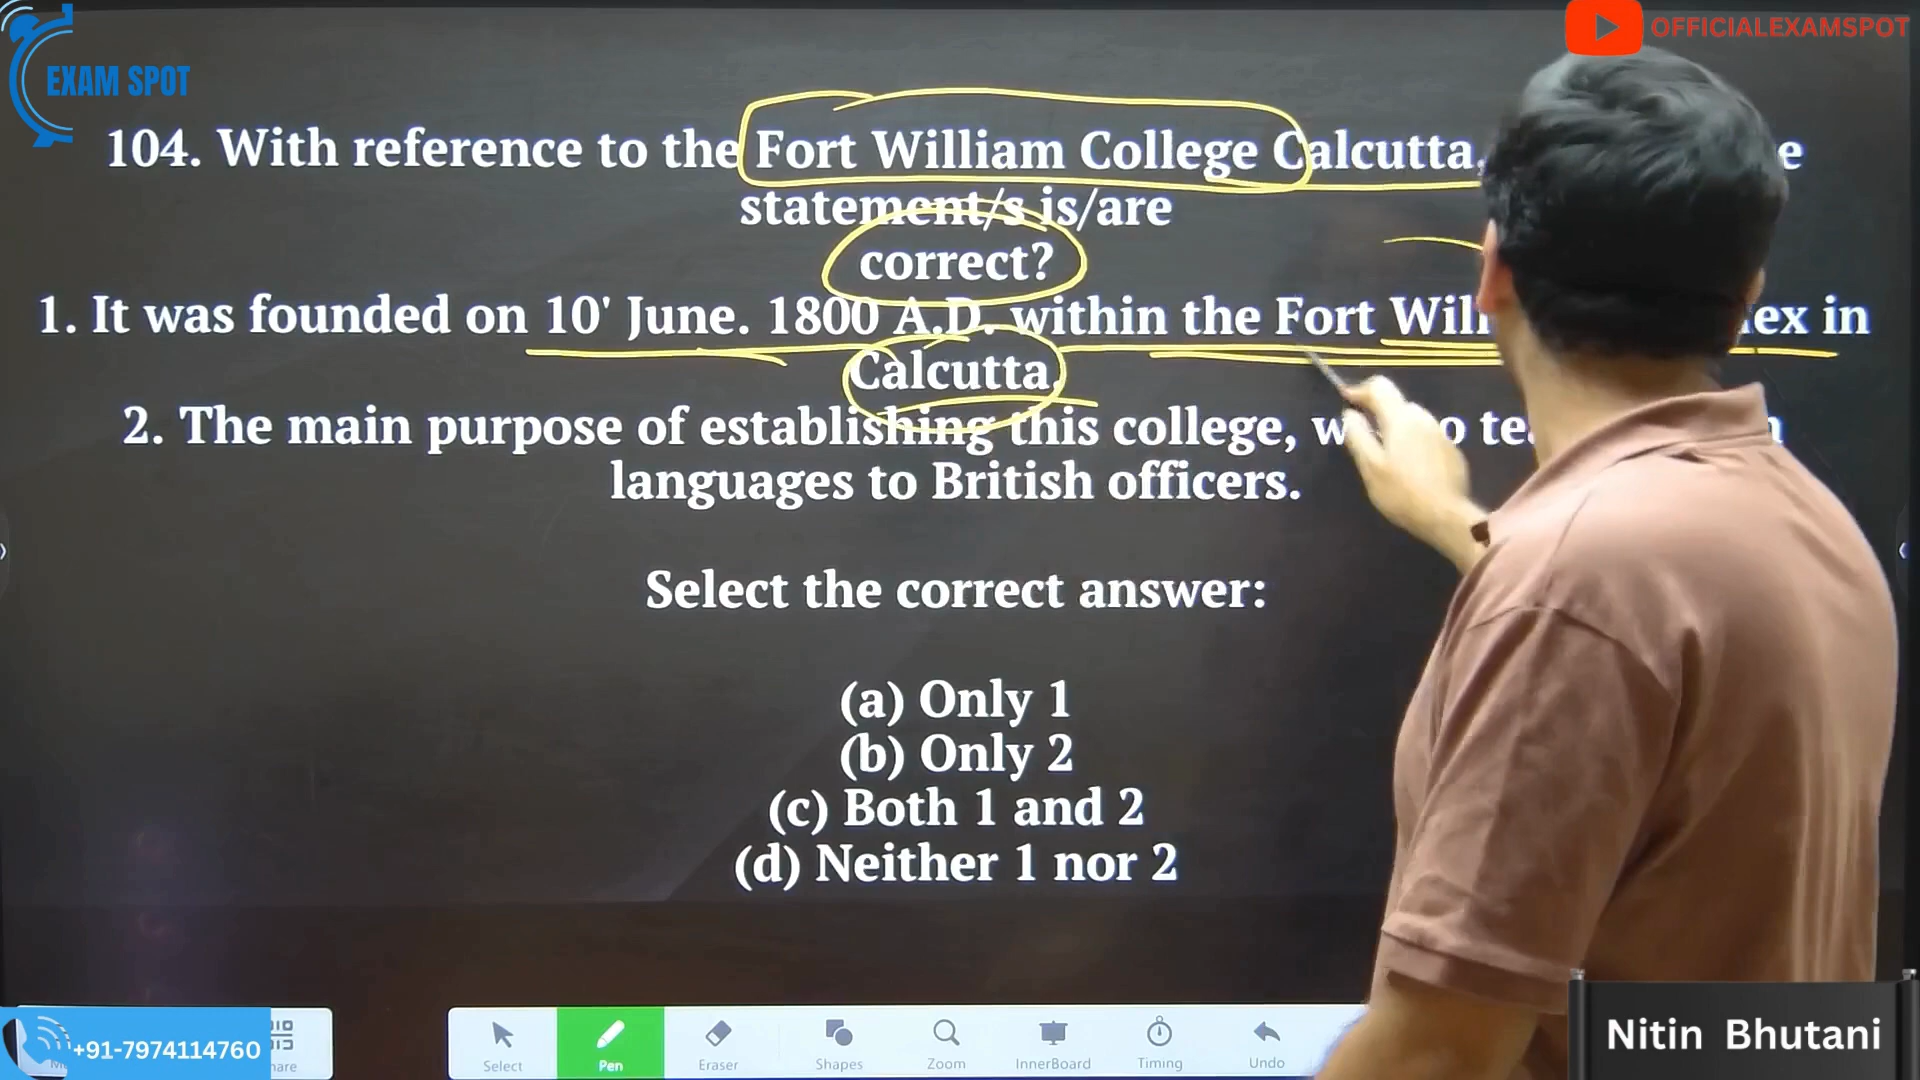 EXAM SPOT
OFFICIALEXAMSPOT
104. With reference to the Fort William College Calcutta,
statement/s is/are
correct?
1. It was founded on 10' June. 1800 A.D. within the Fort in
Calcutta.
2. The main purpose of establishing this college,
languages to British officers.
Select the correct answer:
(a) Only 1
(b) Only 2
(c) Both 1 and 2
(d) Neither 1 nor 2
+91-7974114760
Select
Pen
Eraser
Shapes
Zoom
InnerBoard
Timing
Undo
Nitin Bhutani